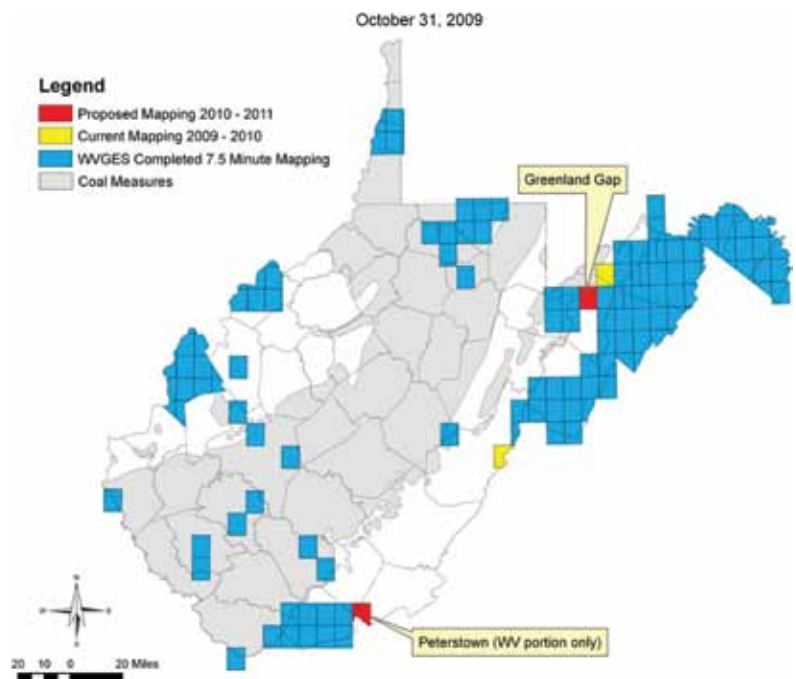 October 31, 2009
Legend
Proposed Mapping 2010 - 2011
Current Mapping 2009 - 2010
WVGES Completed 7.5 Minute Mapping
Coal Measures
Greenland Gap
Peterstown (WV portion only)
N
S
20 10 0 20 Miles